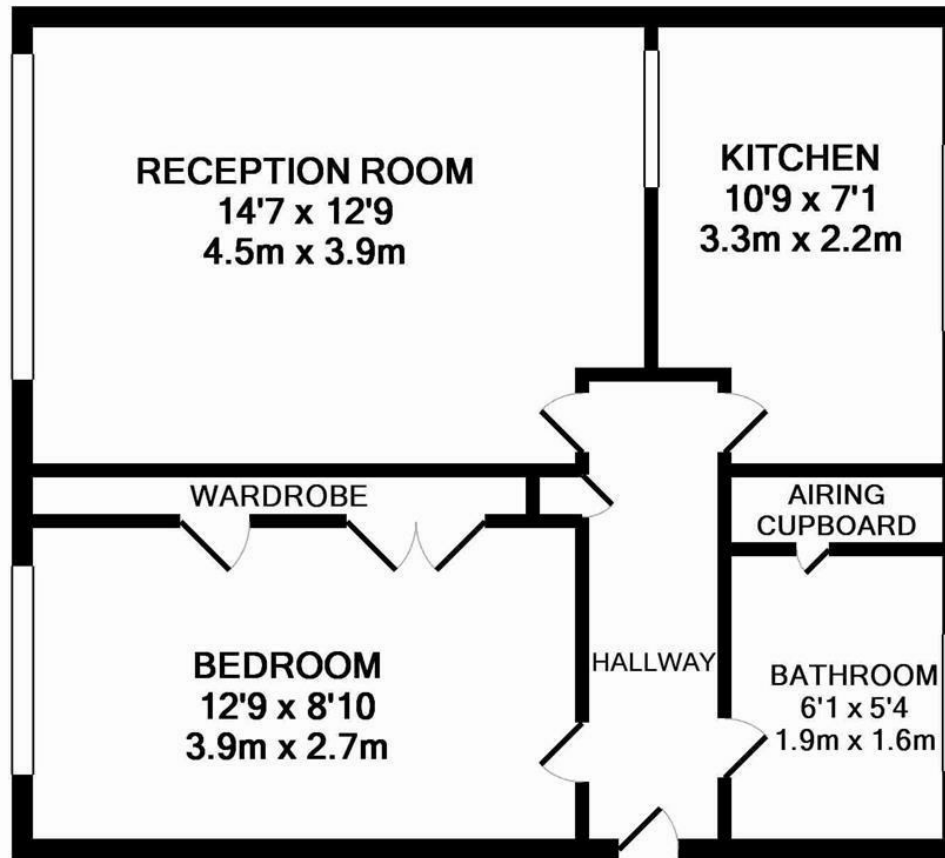 RECEPTION ROOM
14'7 x 12'9
4.5m x 3.9m
KITCHEN
10'9 x 7'1
3.3m x 2.2m
WARDROBE
AIRING
CUPBOARD
BEDROOM
12'9 x 8'10
3.9m x 2.7m
HALLWAY
BATHROOM
6'1 x 5'4
1.9m x 1.6m